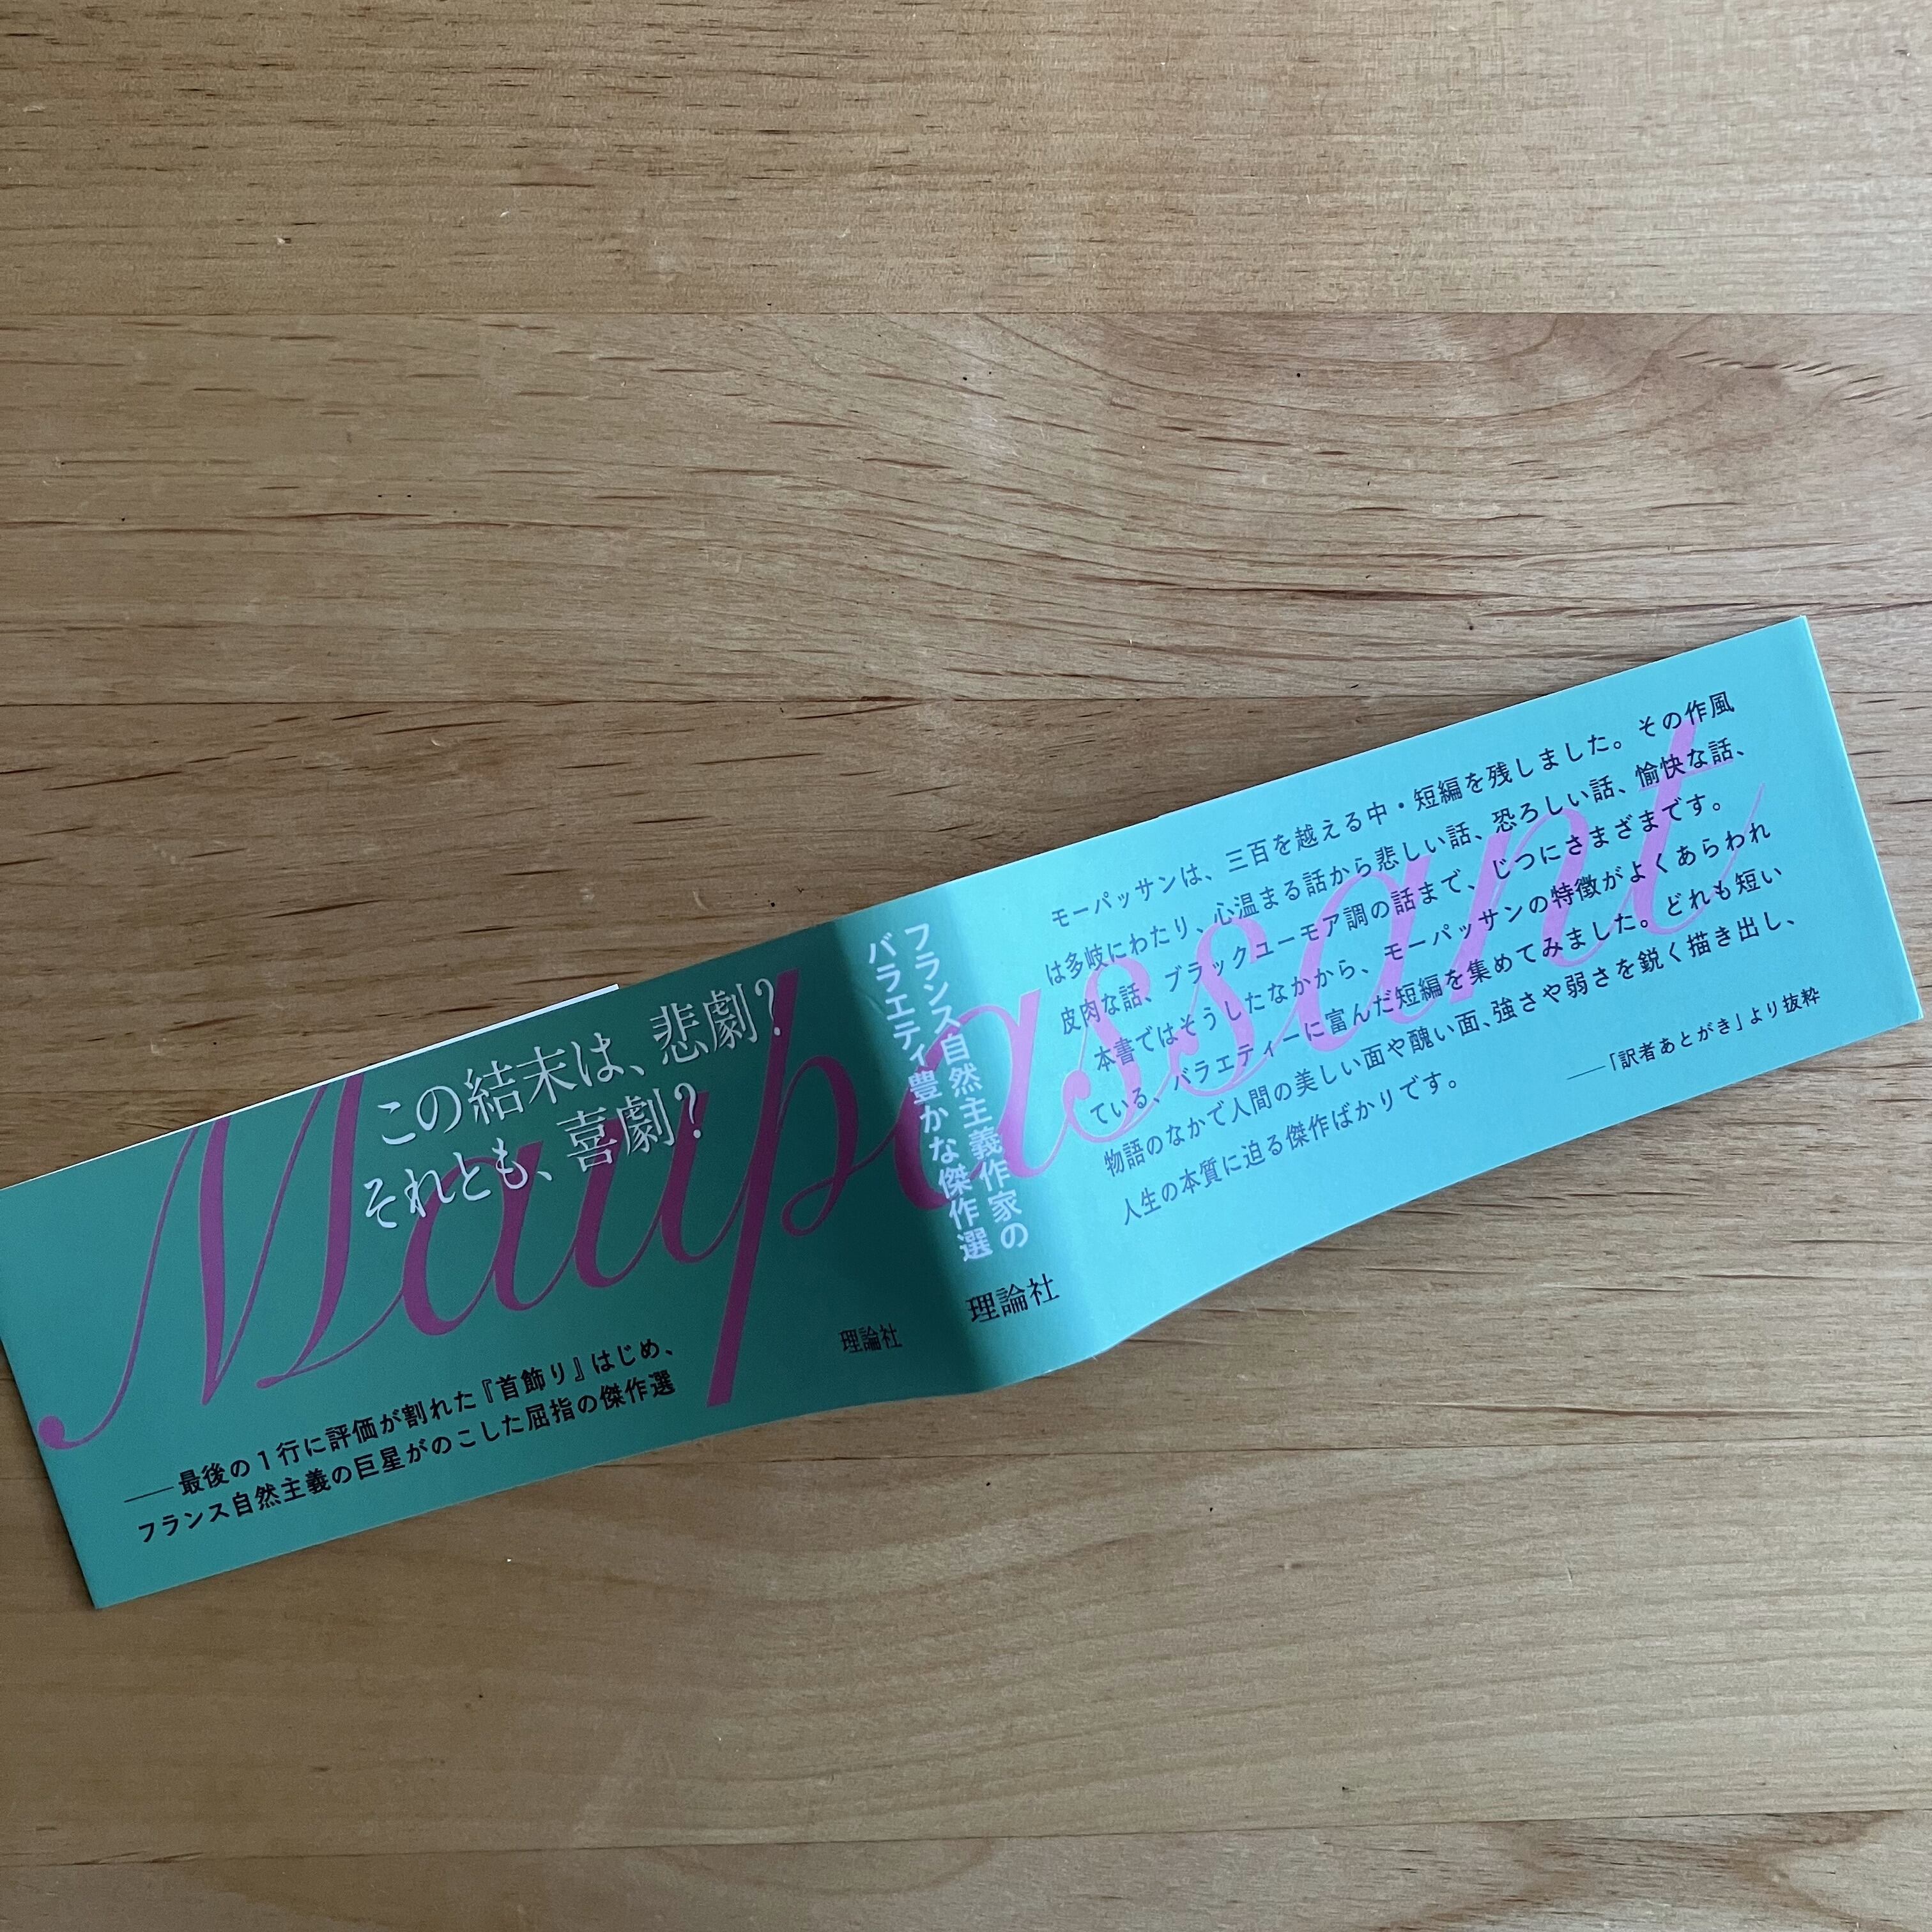 Maupassant
この結末は、悲劇?
それとも、喜劇?
——最後の1行に評価が割れた『首飾り』はじめ、
フランス自然主義の巨星がのこした屈指の傑作選
理論社
フランス自然主義作家の
バラエティ豊かな傑作選
理論社
モーパッサンは、三百を越える中・短編を残しました。その作風
は多岐にわたり、心温まる話から悲しい話、恐ろしい話、愉快な話、
皮肉な話、ブラックユーモア調の話まで、じつにさまざまです。
本書ではそうしたなかから、モーパッサンの特徴がよくあらわれ
ている、バラエティーに富んだ短編を集めてみました。どれも短い
物語のなかで人間の美しい面や醜い面、強さや弱さを鋭く描き出し、
人生の本質に迫る傑作ばかりです。
——「訳者あとがき」より抜粋